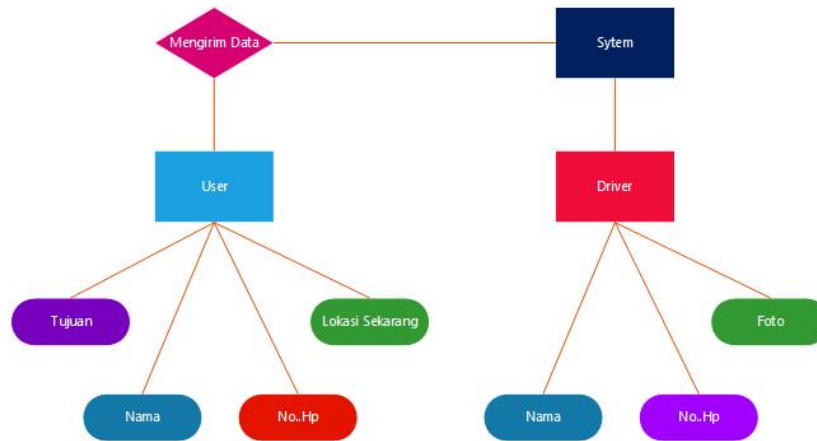 Mengirim Data
Sytem
User
Driver
Tujuan
Lokasi Sekarang
Foto
Nama
No..Hp
Nama
No..Hp